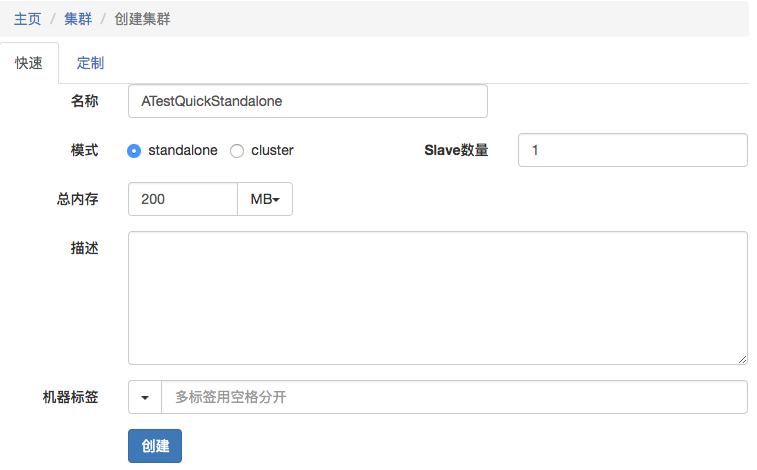 主页 / 集群 / 创建集群
快速 定制
名称 ATestQuickStandalone
模式 standalone cluster Slave数量 1
总内存 200 MB
描述
机器标签 多标签用空格分开
创建